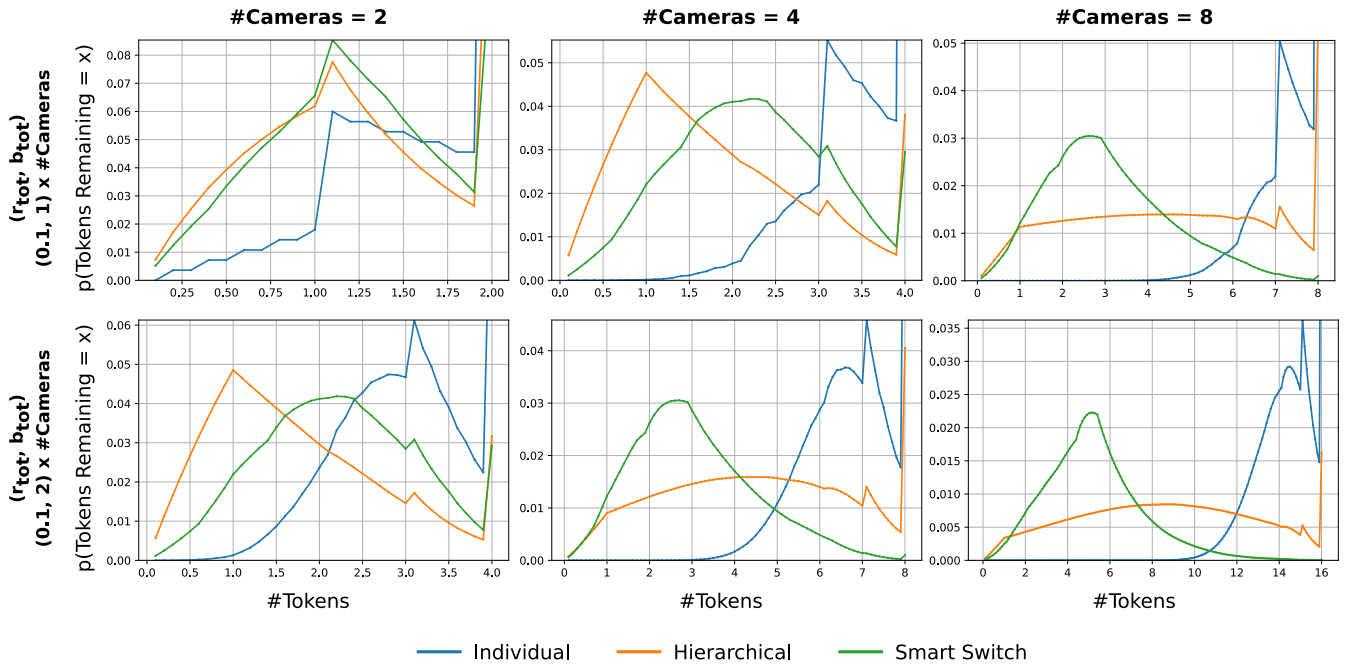 #Cameras = 2
#Cameras = 4
#Cameras = 8
(r_tot, b_tot)
(0.1, 1) x #Cameras
p(Tokens Remaining = x)
0.08
0.07
0.06
0.05
0.04
0.03
0.02
0.01
0.00
0.25 0.50 0.75 1.00 1.25 1.50 1.75 2.00
0.05
0.04
0.03
0.02
0.01
0.00
0.0 0.5 1.0 1.5 2.0 2.5 3.0 3.5 4.0
0.05
0.04
0.03
0.02
0.01
0.00
0 1 2 3 4 5 6 7 8
(r_tot, b_tot)
(0.1, 2) x #Cameras
p(Tokens Remaining = x)
0.06
0.05
0.04
0.03
0.02
0.01
0.00
0.0 0.5 1.0 1.5 2.0 2.5 3.0 3.5 4.0
#Tokens
0.04
0.03
0.02
0.01
0.00
0 1 2 3 4 5 6 7 8
#Tokens
0.035
0.030
0.025
0.020
0.015
0.010
0.005
0.000
0 2 4 6 8 10 12 14 16
#Tokens
Individual Hierarchical Smart Switch